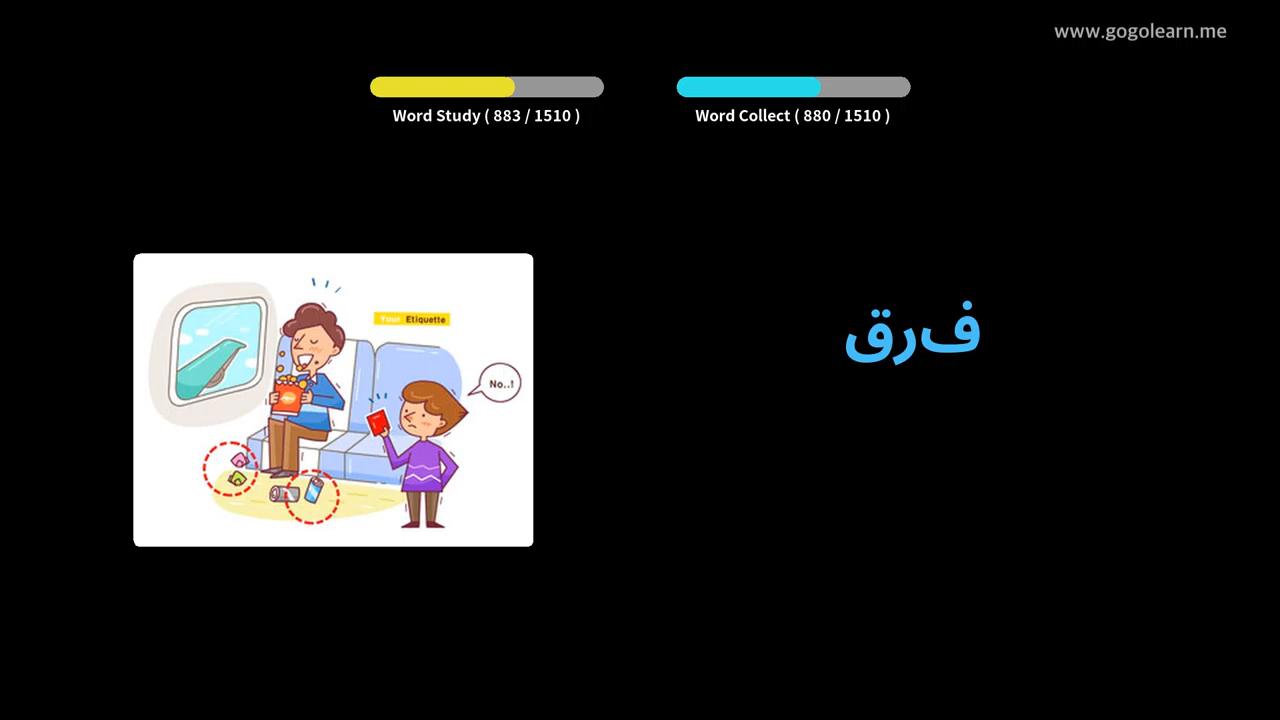 www.gogolearn.me
Word Study ( 883 / 1510 )
Word Collect ( 880 / 1510 )
Your Etiquette
No..!
فرق